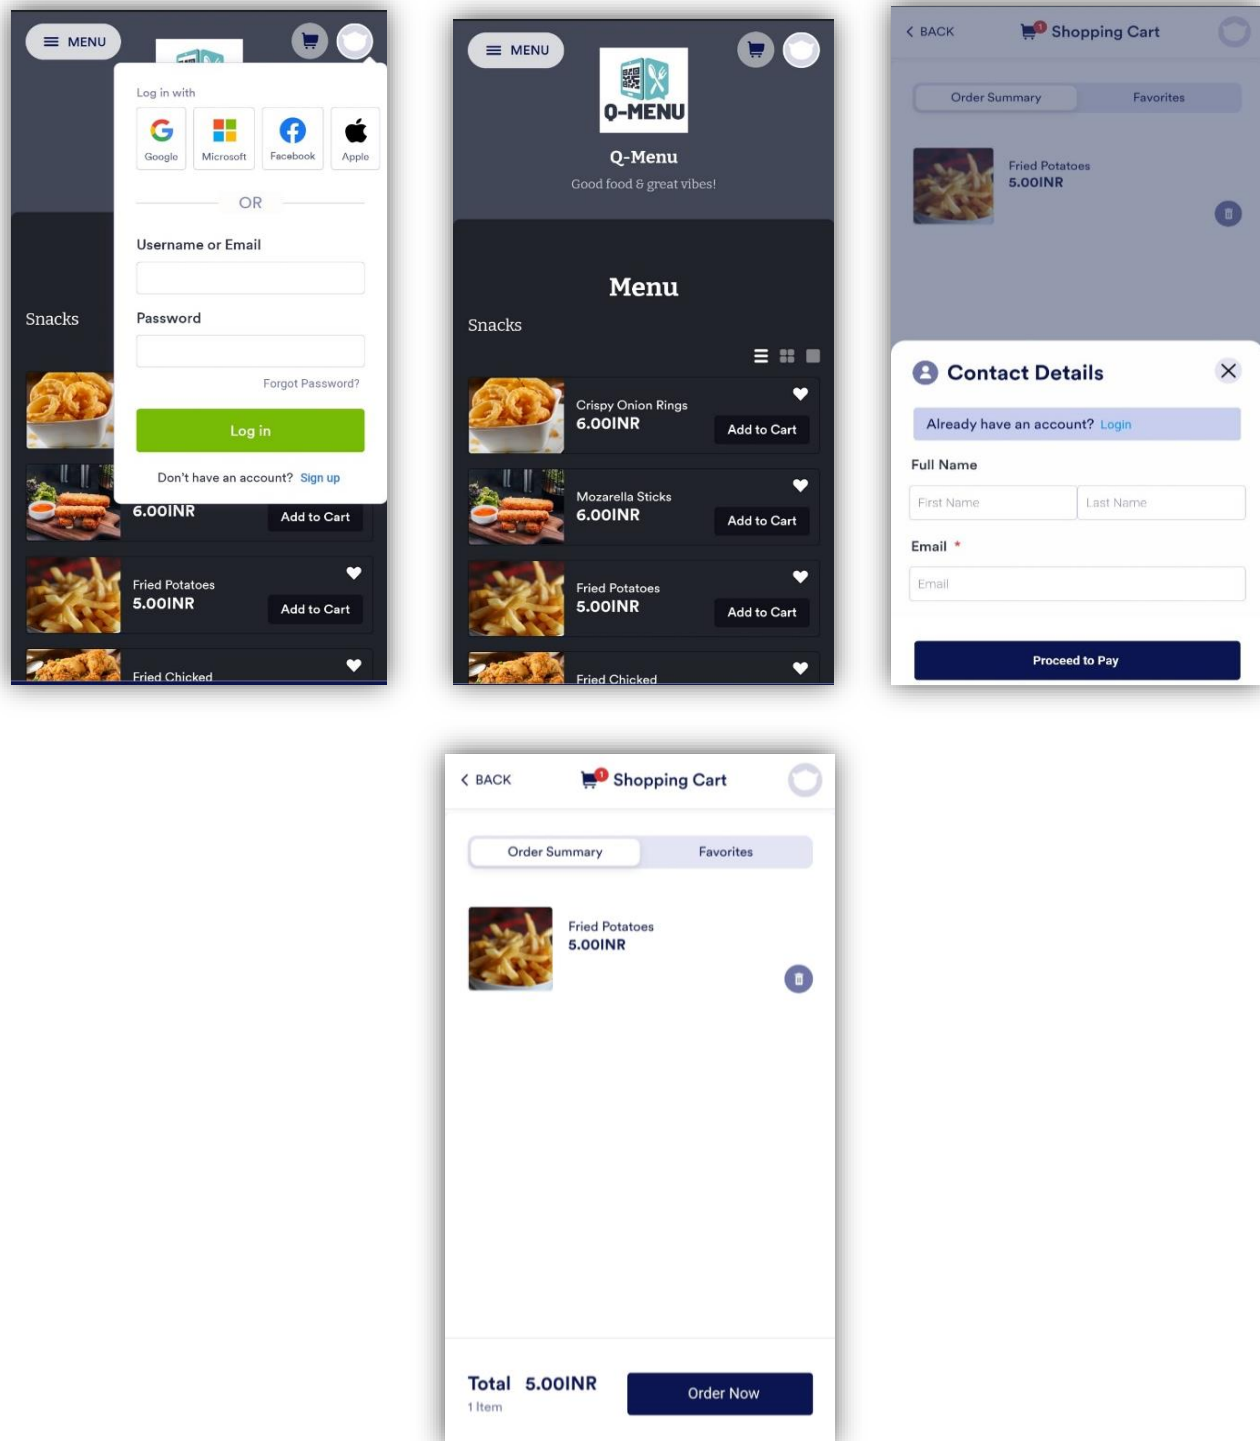 MENU
Log in with
Google Microsoft Facebook Apple
OR
Username or Email
Password
Forgot Password?
Log in
Don't have an account? Sign up
Snacks
6.00INR
Add to Cart
Fried Potatoes
5.00INR
Add to Cart
Fried Chicked
MENU
Q-MENU
Q-Menu
Good food & great vibes!
Menu
Snacks
Crispy Onion Rings
6.00INR
Add to Cart
Mozarella Sticks
6.00INR
Add to Cart
Fried Potatoes
5.00INR
Add to Cart
Fried Chicked
BACK
1
Shopping Cart
Order Summary Favorites
Fried Potatoes
5.00INR
Contact Details
Already have an account? Login
Full Name
First Name Last Name
Email *
Email
Proceed to Pay
BACK
1
Shopping Cart
Order Summary Favorites
Fried Potatoes
5.00INR
Total 5.00INR
1 Item
Order Now